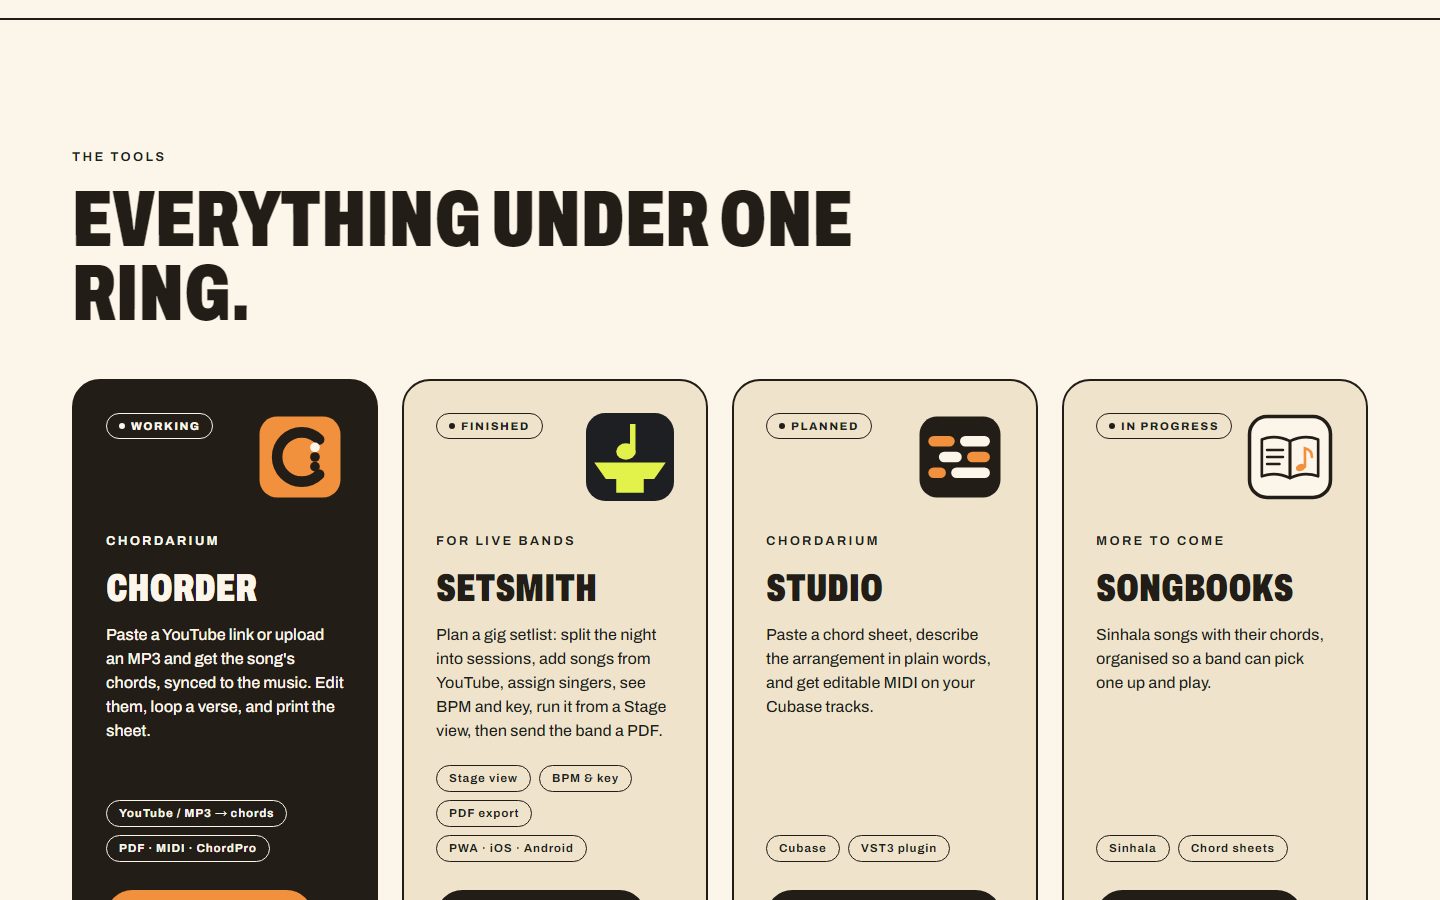 THE TOOLS
EVERYTHING UNDER ONE
RING.
WORKING
CHORDARIUM
CHORDER
Paste a YouTube link or upload
an MP3 and get the song's
chords, synced to the music. Edit
them, loop a verse, and print the
sheet.
YouTube / MP3 → chords
PDF · MIDI · ChordPro
FINISHED
FOR LIVE BANDS
SETSMITH
Plan a gig setlist: split the night
into sessions, add songs from
YouTube, assign singers, see
BPM and key, run it from a Stage
view, then send the band a PDF.
Stage view
BPM & key
PDF export
PWA · iOS · Android
PLANNED
CHORDARIUM
STUDIO
Paste a chord sheet, describe
the arrangement in plain words,
and get editable MIDI on your
Cubase tracks.
Cubase
VST3 plugin
IN PROGRESS
MORE TO COME
SONGBOOKS
Sinhala songs with their chords,
organised so a band can pick
one up and play.
Sinhala
Chord sheets